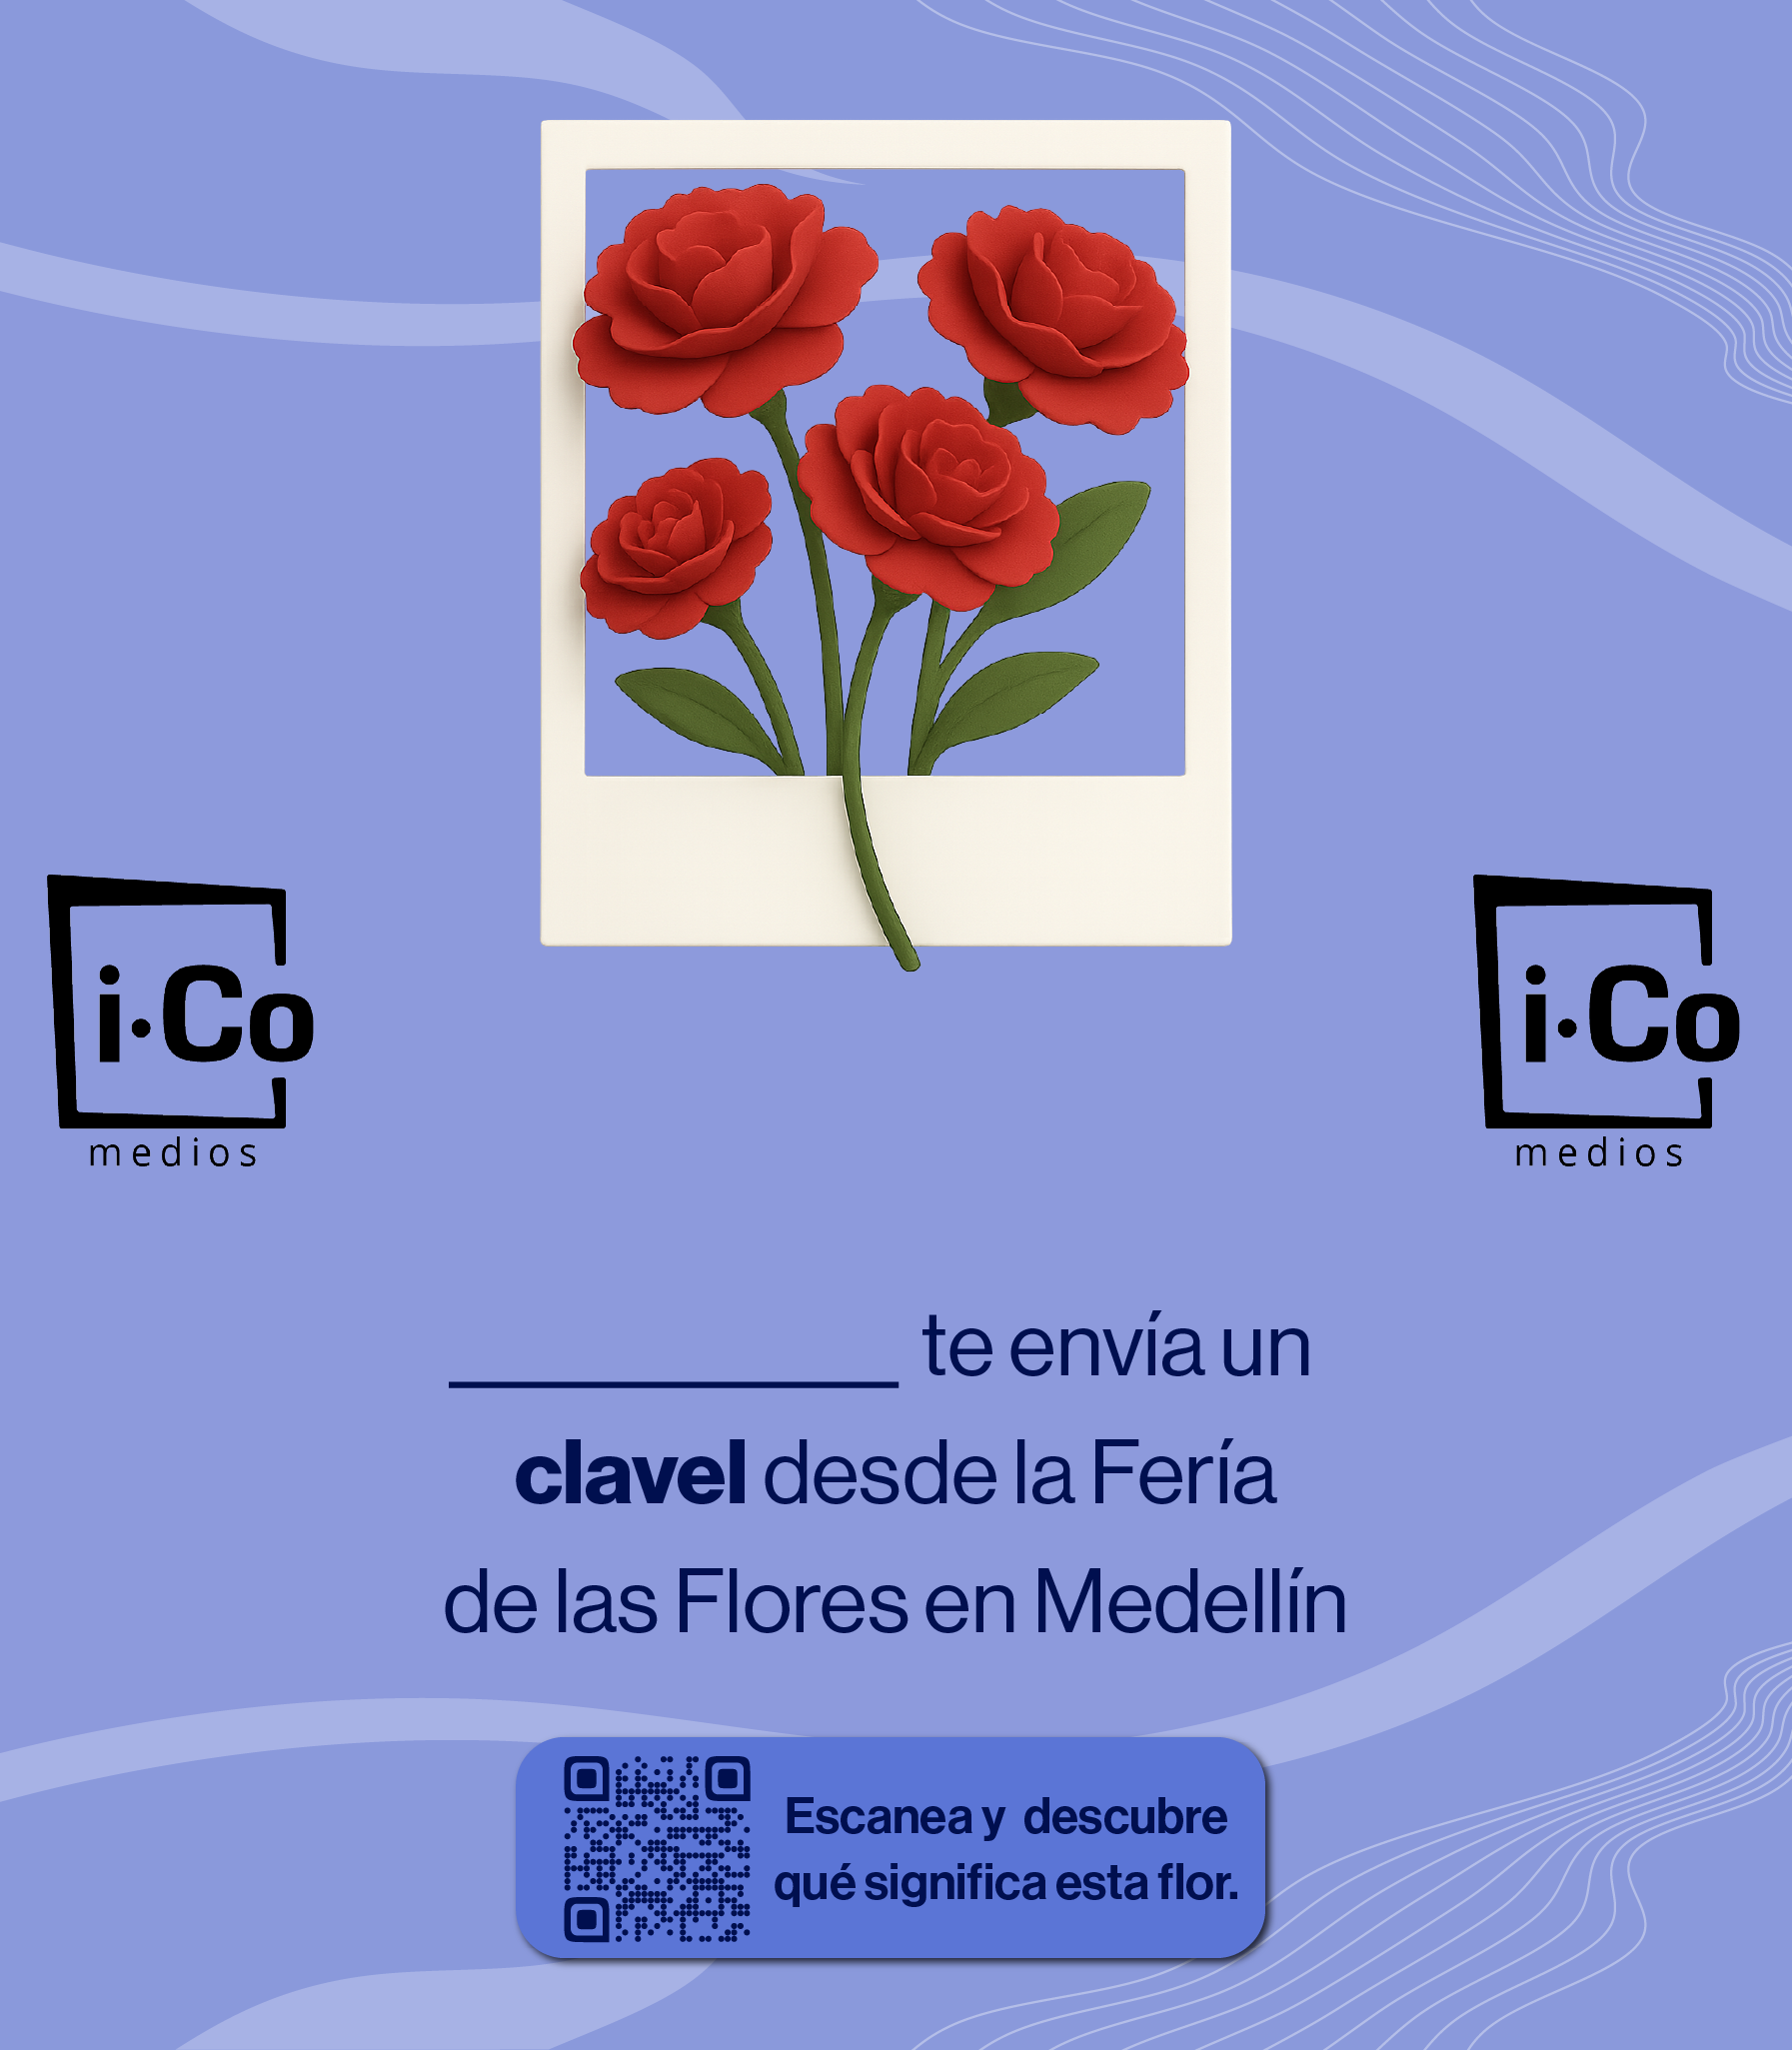 i·Co
medios
i·Co
medios
__________ te envía un
clavel desde la Fería
de las Flores en Medellín
Escanea y descubre
qué significa esta flor.